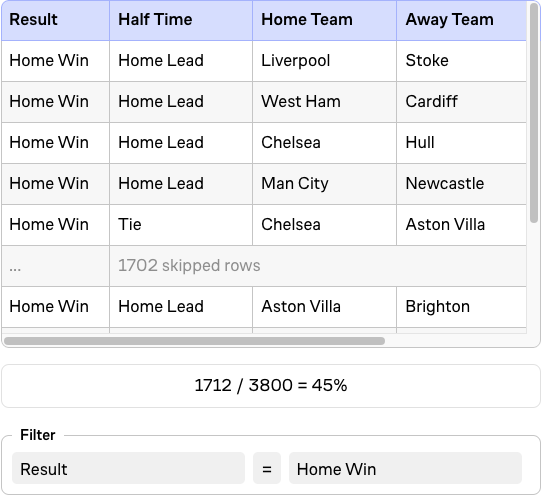 Result Half Time Home Team Away Team
Home Win Home Lead Liverpool Stoke
Home Win Home Lead West Ham Cardiff
Home Win Home Lead Chelsea Hull
Home Win Home Lead Man City Newcastle
Home Win Tie Chelsea Aston Villa
... 1702 skipped rows
Home Win Home Lead Aston Villa Brighton
1712 / 3800 = 45%
Filter
Result = Home Win